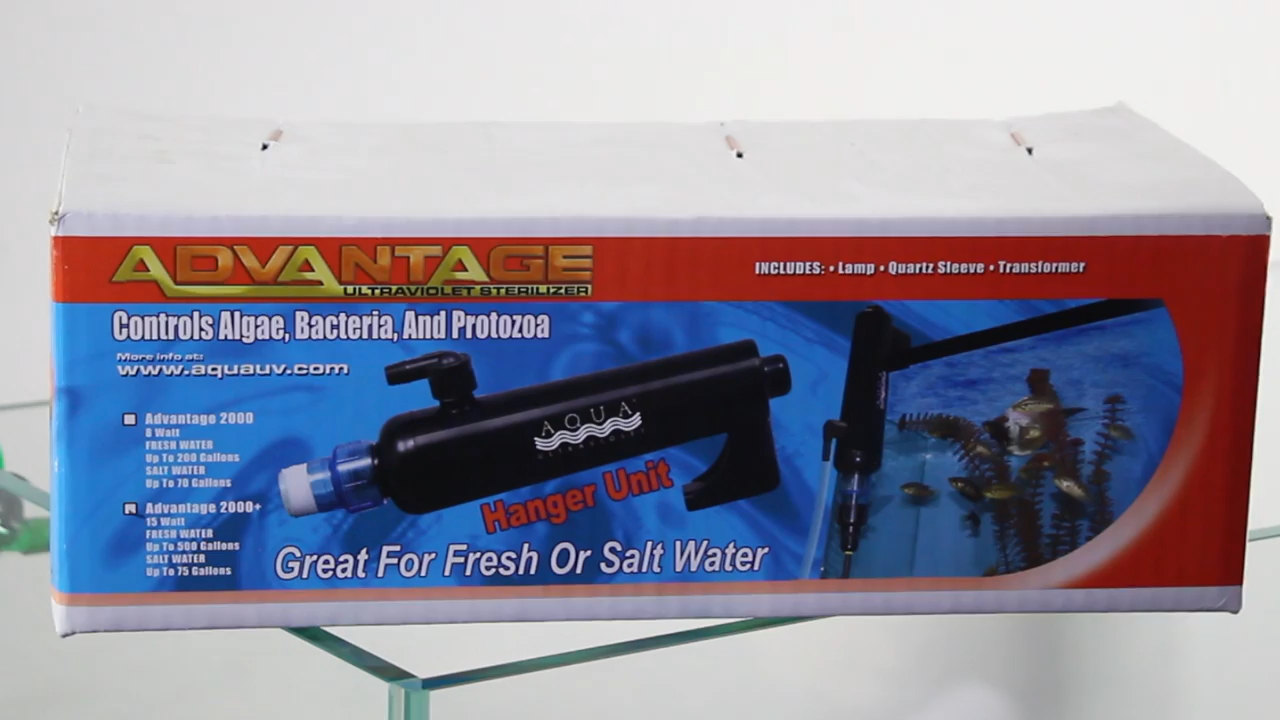 ADVANTAGE
ULTRAVIOLET STERILIZER
INCLUDES: • Lamp • Quartz Sleeve • Transformer
Controls Algae, Bacteria, And Protozoa
More info at:
www.aquauv.com
Advantage 2000
8 Watt
FRESH WATER
Up To 200 Gallons
SALT WATER
Up To 70 Gallons
Advantage 2000+
15 Watt
FRESH WATER
Up To 500 Gallons
SALT WATER
Up To 75 Gallons
AQUA
Hanger Unit
Great For Fresh Or Salt Water